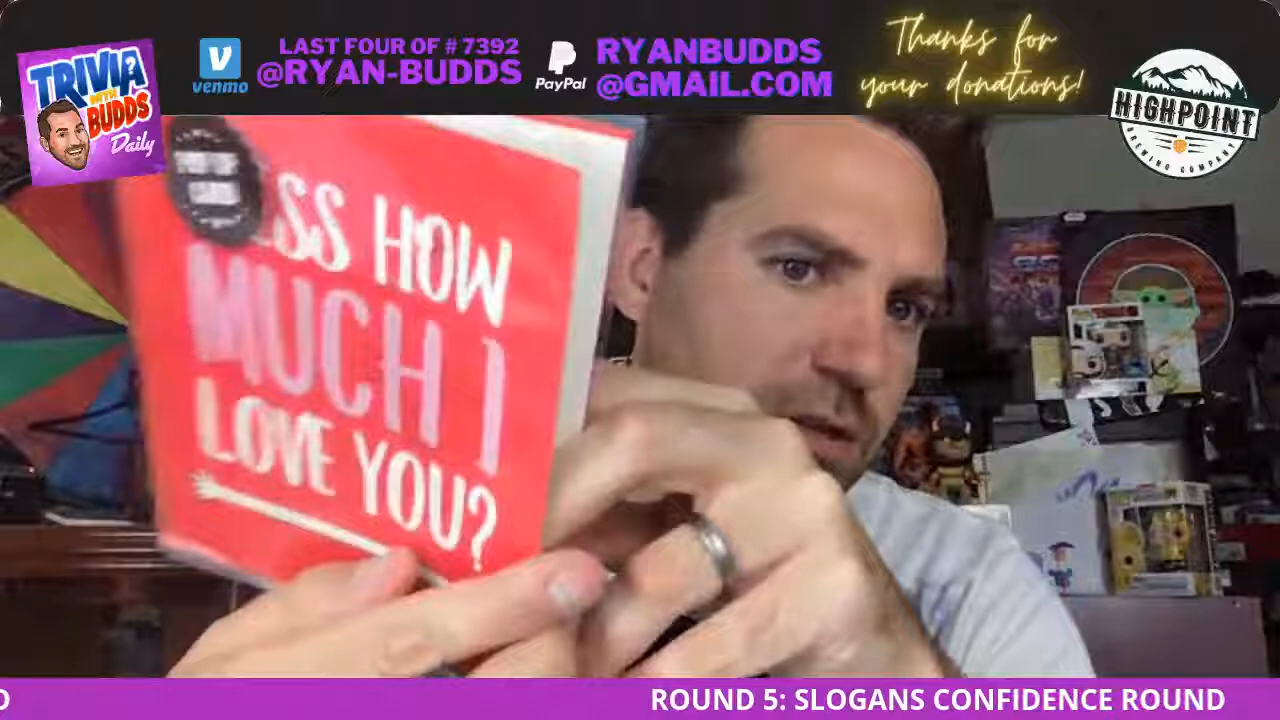 TRIVIA
WITH
BUDDS
Daily
venmo
LAST FOUR OF # 7392
@RYAN-BUDDS
PayPal
RYANBUDDS
@GMAIL.COM
Thanks for
your donations!
HIGHPOINT
BREWING COMPANY
SS HOW
MUCH I
LOVE YOU?
ROUND 5: SLOGANS CONFIDENCE ROUND